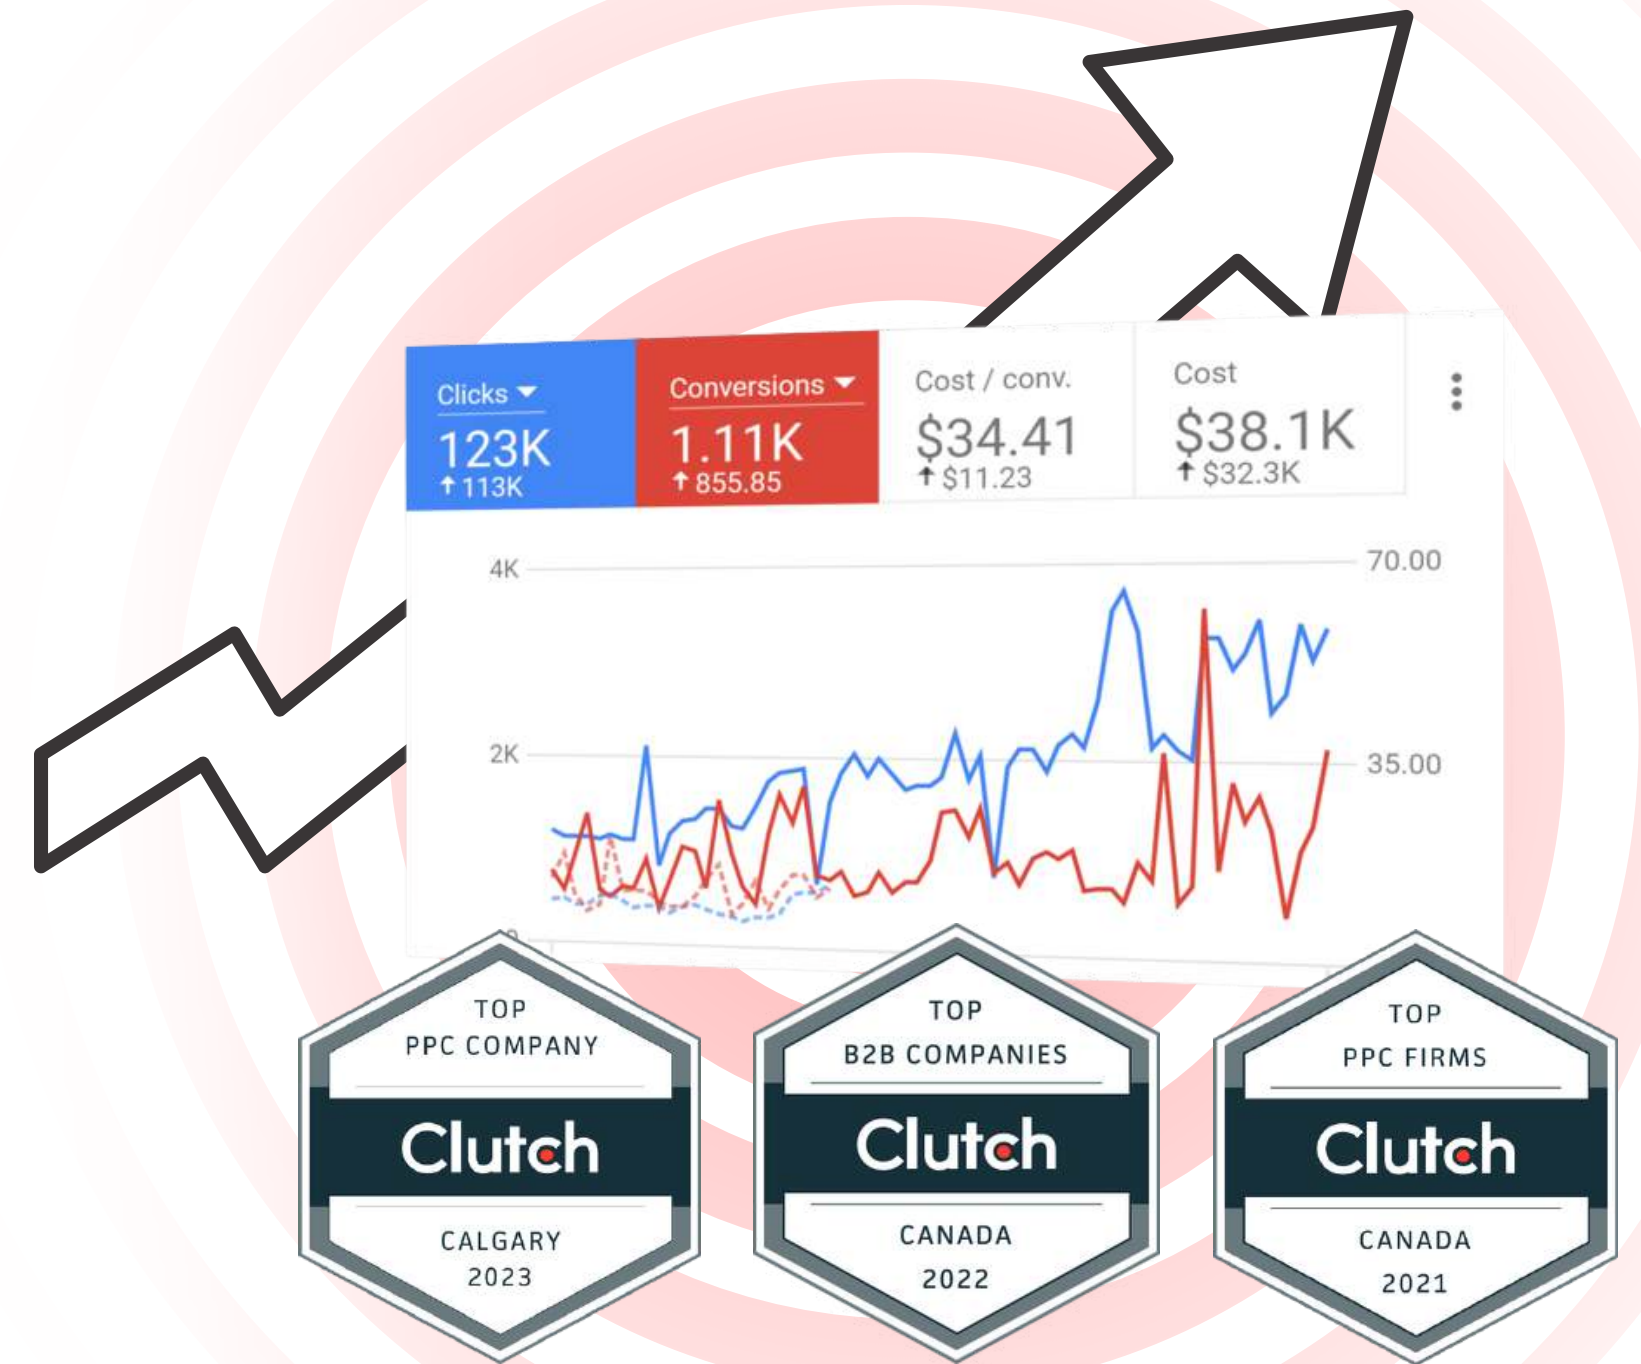 Clicks
123K
↑ 113K
Conversions
1.11K
↑ 855.85
Cost / conv.
$34.41
↑ $11.23
Cost
$38.1K
↑ $32.3K
4K
70.00
2K
35.00
TOP
PPC COMPANY
Clutch
CALGARY
2023
TOP
B2B COMPANIES
Clutch
CANADA
2022
TOP
PPC FIRMS
Clutch
CANADA
2021